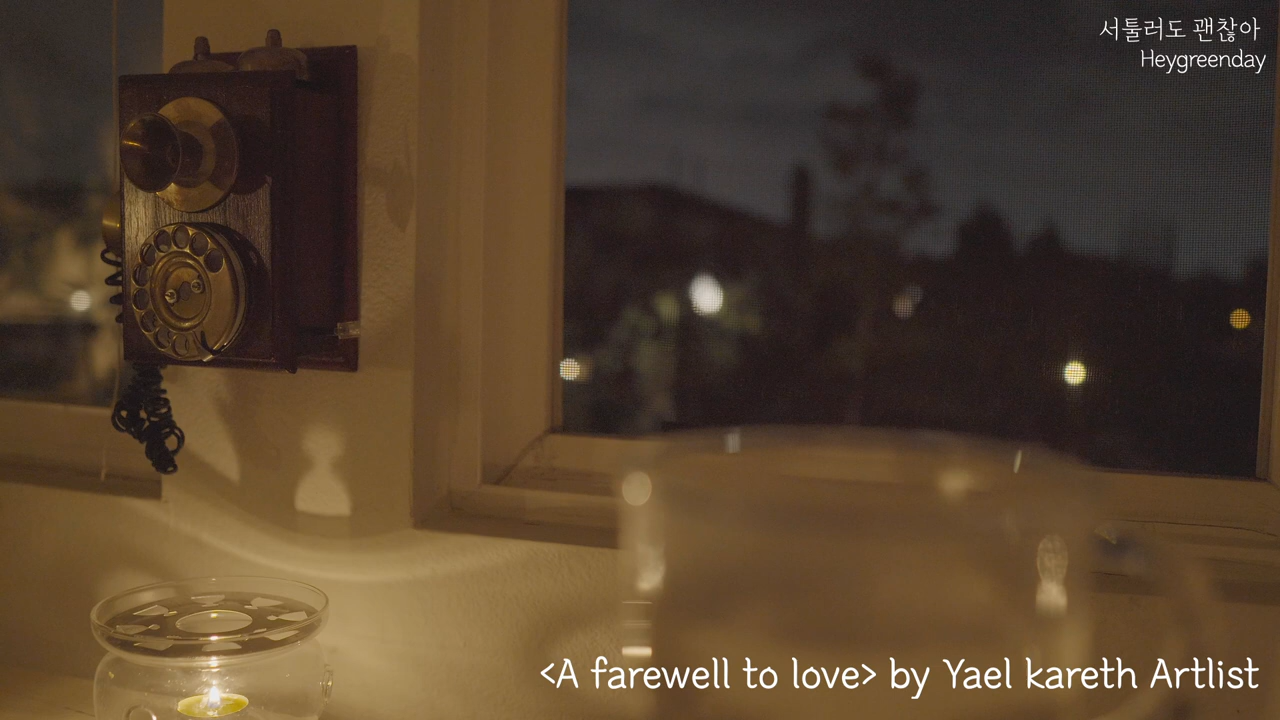 서툴러도 괜찮아
Heygreenday
<A farewell to love> by Yael kareth Artlist